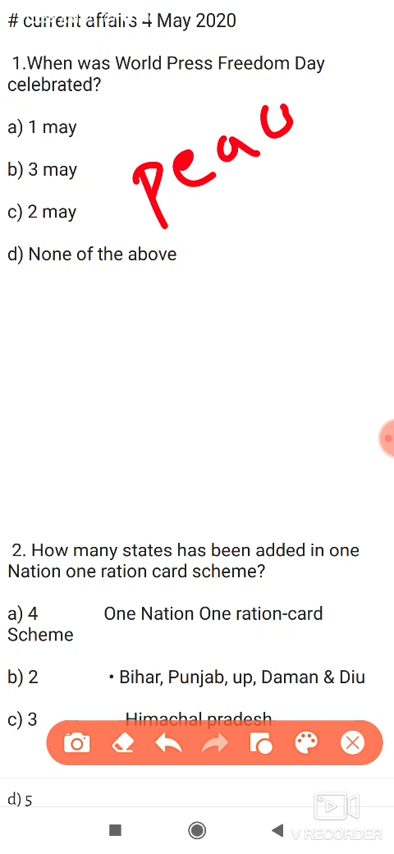 # current affairs 4 May 2020
1.When was World Press Freedom Day
celebrated?
a) 1 may
peac
b) 3 may
c) 2 may
d) None of the above
2. How many states has been added in one
Nation one ration card scheme?
a) 4 One Nation One ration-card
Scheme
b) 2 • Bihar, Punjab, up, Daman & Diu
c) 3 Himachal pradesh
d) 5
V RECORDER